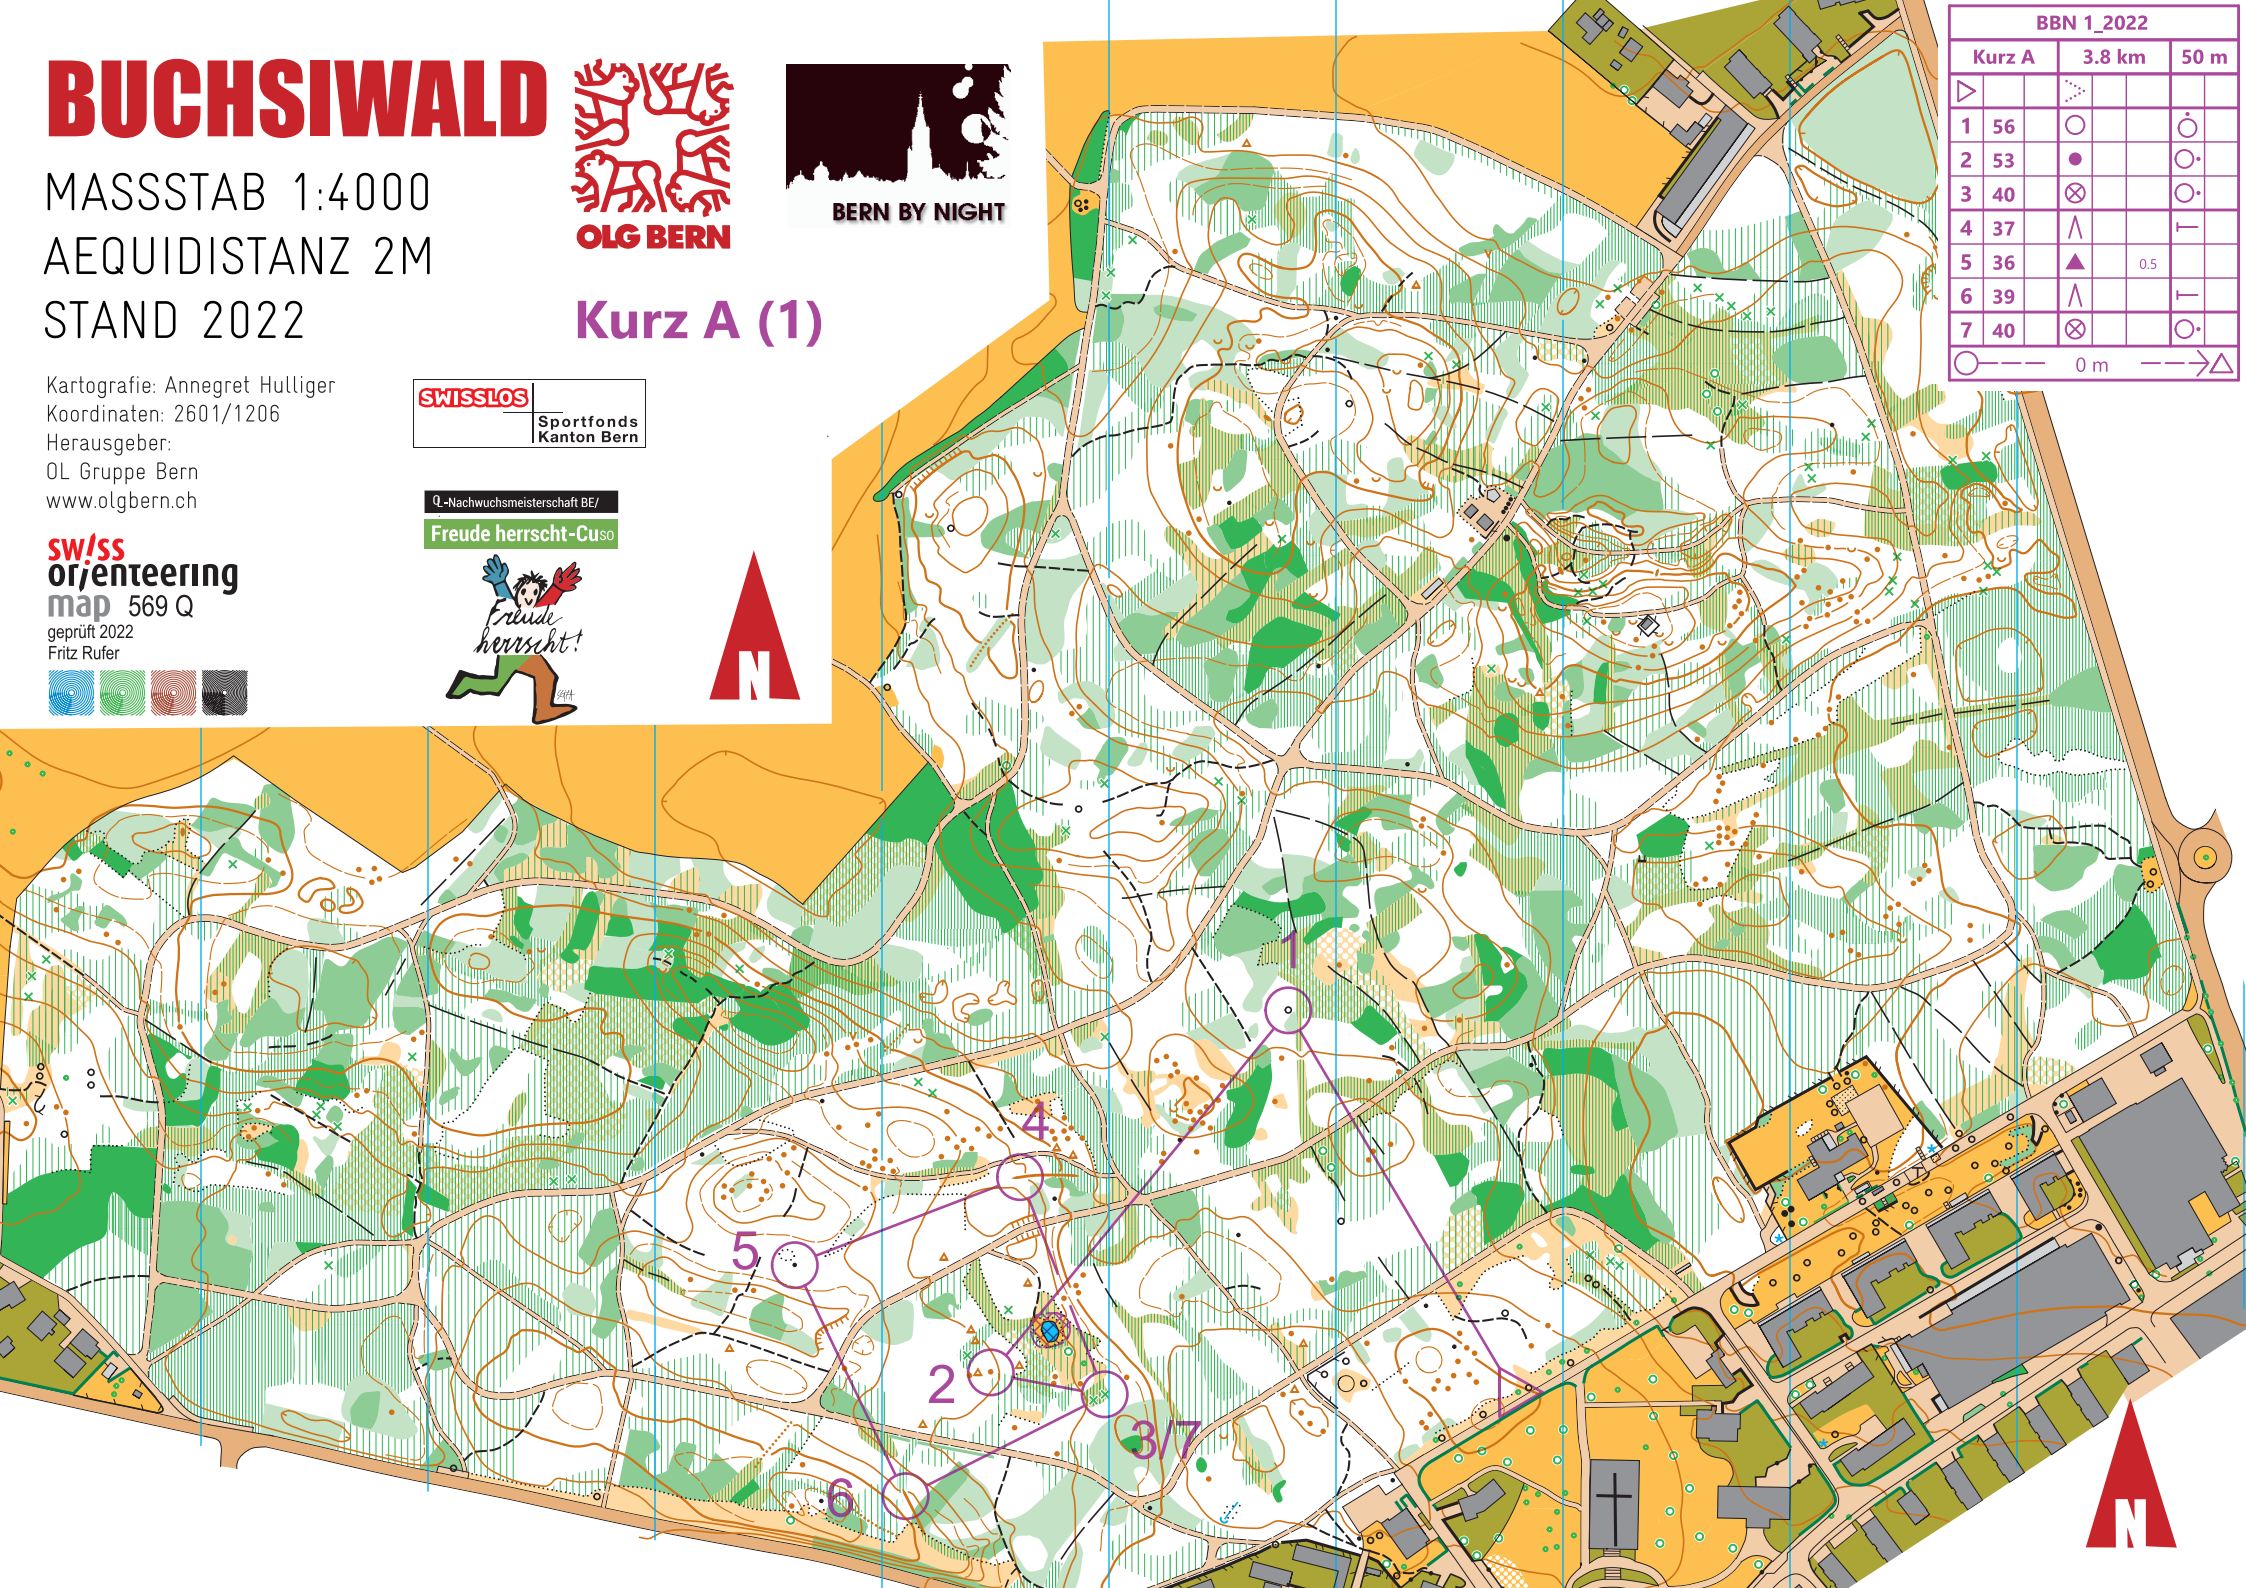 BUCHSIWALD
MASSSTAB 1:4000
AEQUIDISTANZ 2M
STAND 2022
Kartografie: Annegret Hulliger
Koordinaten: 2601/1206
Herausgeber:
OL Gruppe Bern
www.olgbern.ch
swiss
orienteering
map 569 Q
geprüft 2022
Fritz Rufer
OLG BERN
BERN BY NIGHT
Kurz A (1)
SWISSLOS
Sportfonds
Kanton Bern
OL-Nachwuchsmeisterschaft BE/
Freude herrscht-Cuso
Freude
herrscht!
N
BBN 1_2022
Kurz A 3.8 km 50 m
1 56
2 53
3 40
4 37
5 36 0.5
6 39
7 40
0 m
1
4
5
2
3/7
6
N